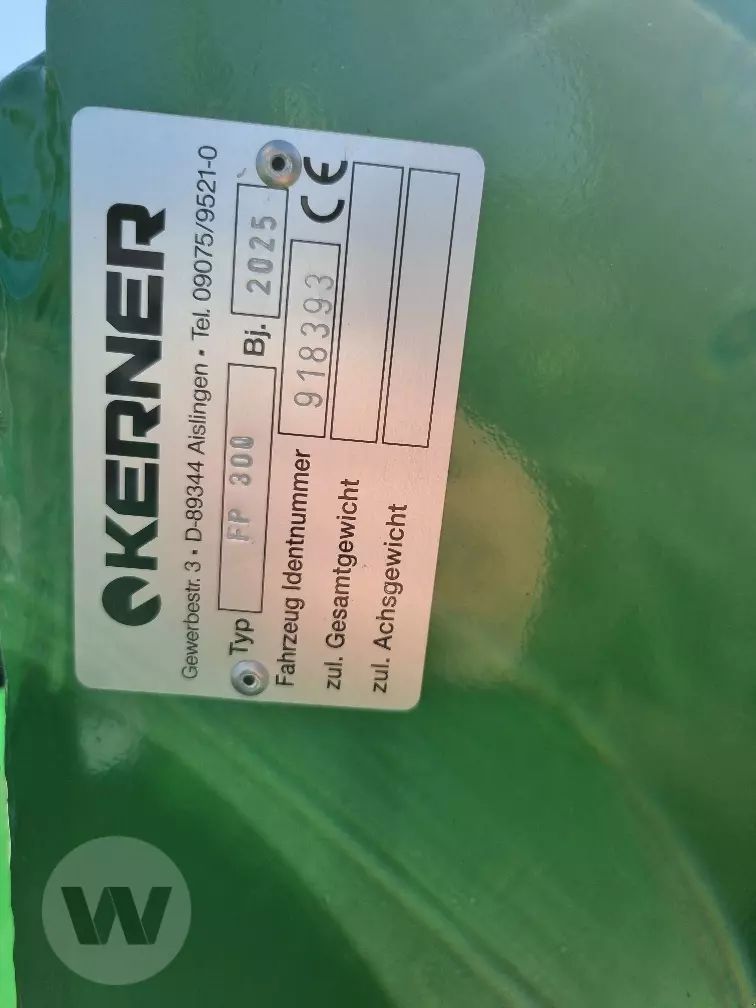 KERNER
Gewerbestr. 3 • D-89344 Aislingen • Tel. 09075/9521-0
Typ FP 300 Bj. 2025
Fahrzeug Identnummer 918393 CE
zul. Gesamtgewicht
zul. Achsgewicht
W